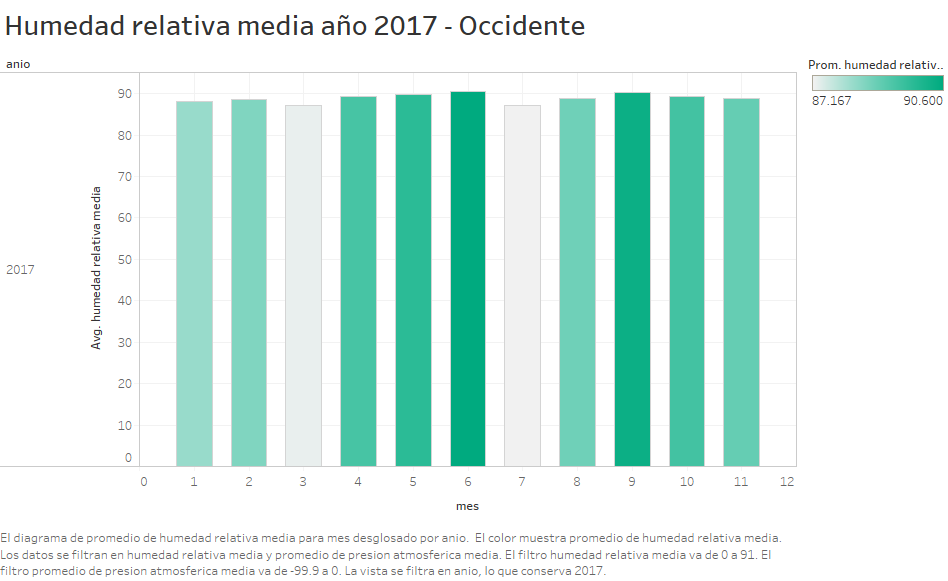 Humedad relativa media año 2017 - Occidente
anio
Prom. humedad relativ..
87.167 90.600
90
80
70
60
50
40
30
20
10
0
Avg. humedad relative media
2017
0 1 2 3 4 5 6 7 8 9 10 11 12
mes
El diagrama de promedio de humedad relativa media para mes desglosado por anio.  El color muestra promedio de humedad relativa media.
Los datos se filtran en humedad relativa media y promedio de presion atmosferica media. El filtro humedad relativa media va de 0 a 91. El
filtro promedio de presion atmosferica media va de -99.9 a 0. La vista se filtra en anio, lo que conserva 2017.